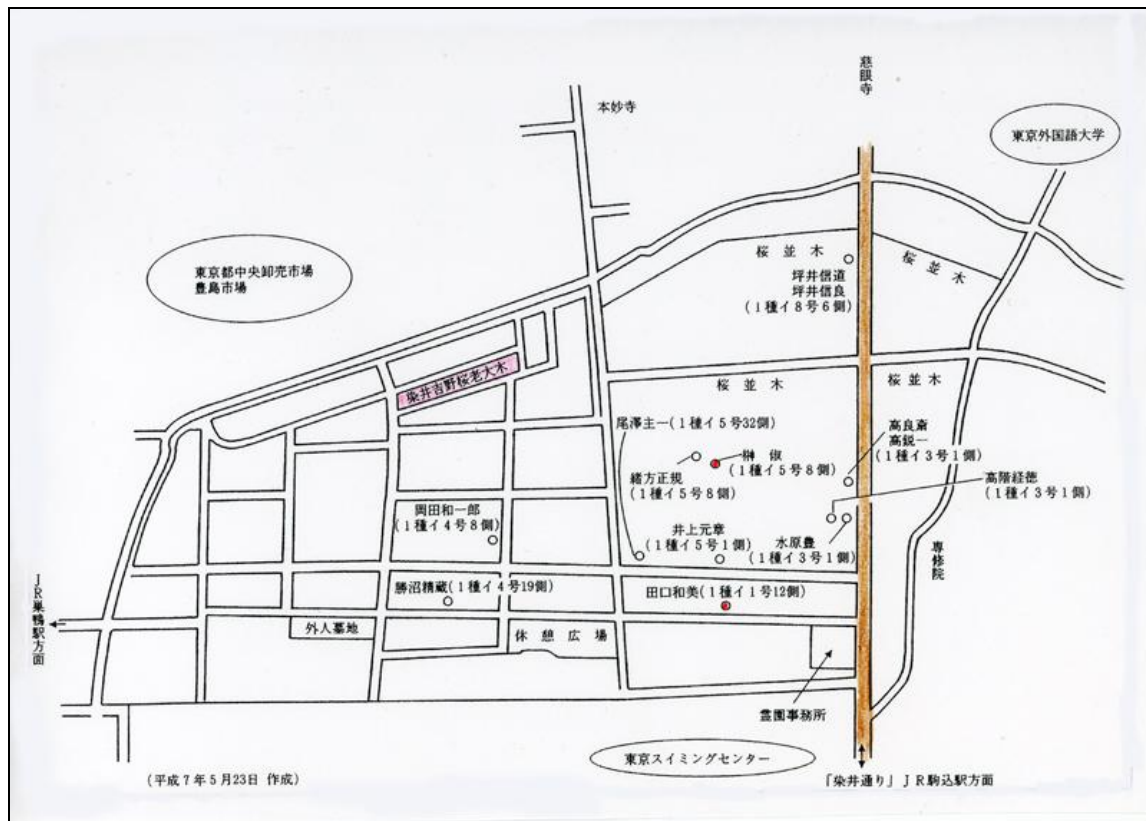 慈眼寺
本妙寺
東京外国語大学
東京都中央卸売市場
豊島市場
桜並木
桜並木
坪井信道
坪井信良
(1種イ8号6側)
染井吉野桜老大木
桜並木
桜並木
尾澤主一(1種イ5号32側)
高良斎
高鋭一
(1種イ3号1側)
榊 俶
(1種イ5号8側)
緒方正規
(1種イ5号8側)
高階経徳
(1種イ3号1側)
岡田和一郎
(1種イ4号8側)
井上元章
(1種イ5号1側)
水原豊
(1種イ3号1側)
専修院
勝沼精蔵(1種イ4号19側)
田口和美(1種イ1号12側)
JR巣鴨駅方面
外人墓地
休憩広場
霊園事務所
東京スイミングセンター
(平成7年5月23日 作成)
「染井通り」JR駒込駅方面